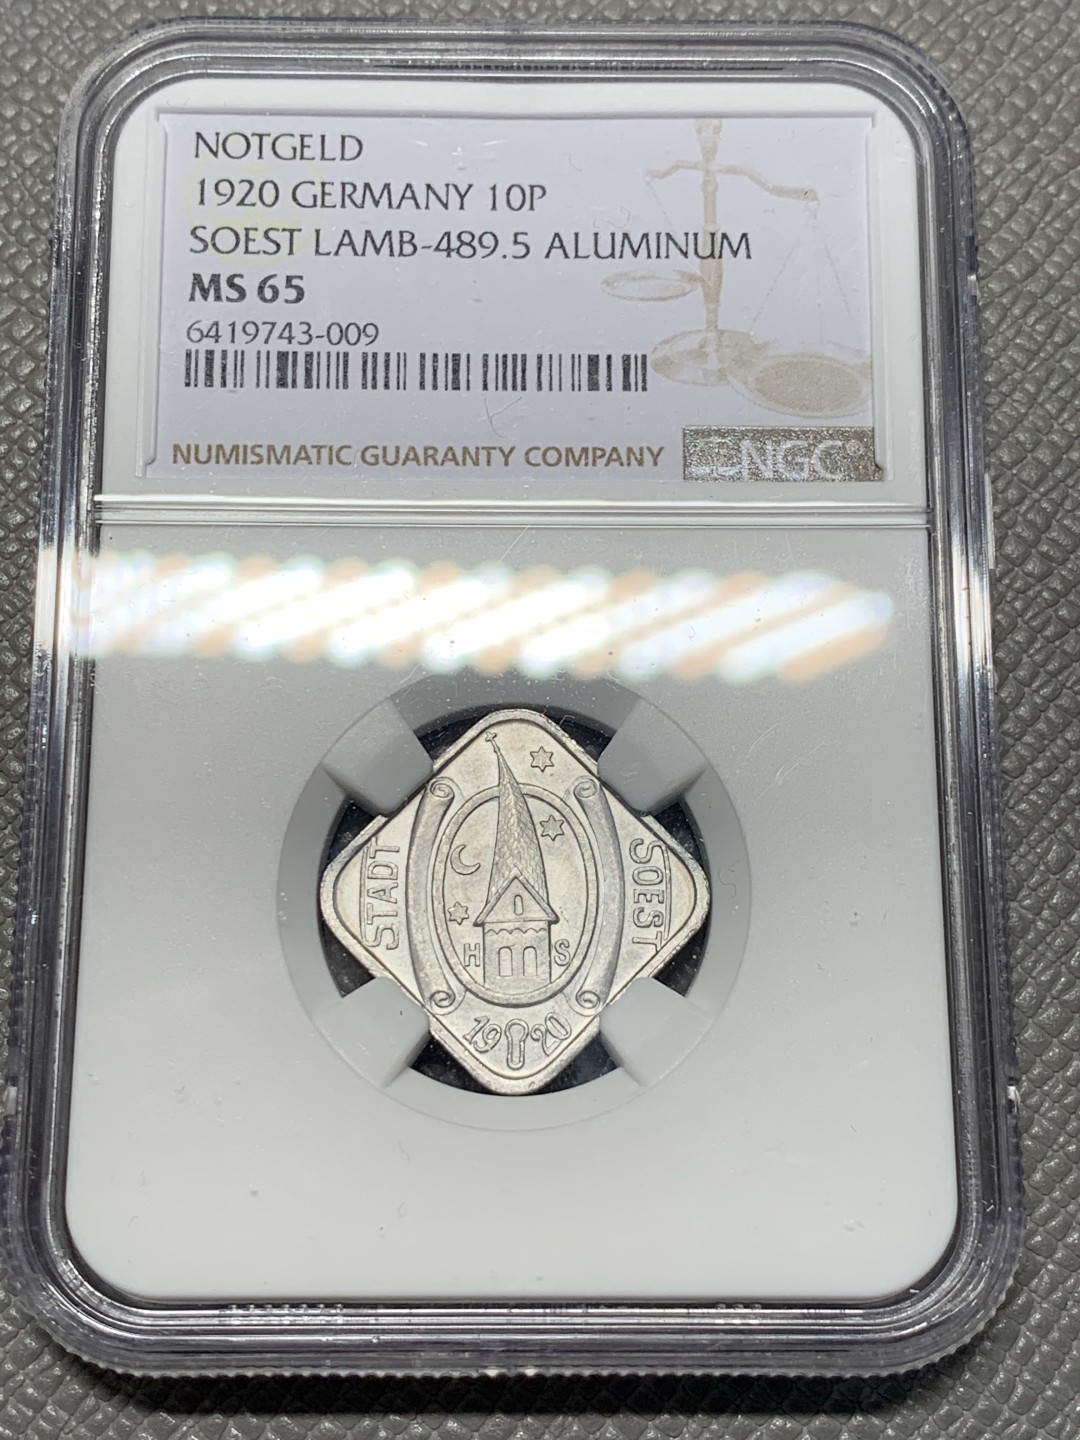 NOTGELD
1920 GERMANY 10P
SOEST LAMB-489.5 ALUMINUM
MS 65
6419743-009
NUMISMATIC GUARANTY COMPANY
NGC
STADT
SOEST
H S
1920